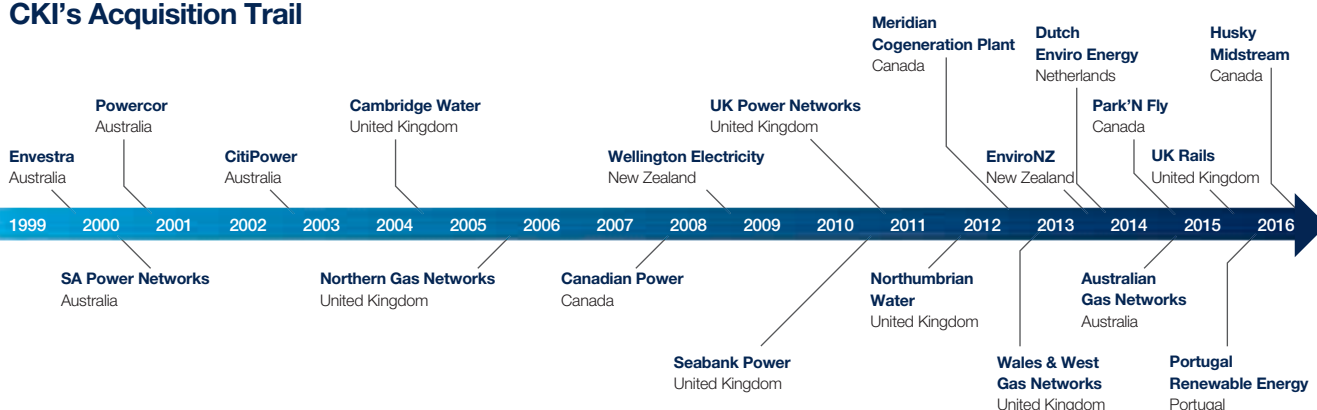 CKI’s Acquisition Trail
Meridian
Cogeneration Plant
Canada
Dutch
Enviro Energy
Netherlands
Husky
Midstream
Canada
Powercor
Australia
Cambridge Water
United Kingdom
UK Power Networks
United Kingdom
Park’N Fly
Canada
Envestra
Australia
CitiPower
Australia
Wellington Electricity
New Zealand
EnviroNZ
New Zealand
UK Rails
United Kingdom
1999 2000 2001 2002 2003 2004 2005 2006 2007 2008 2009 2010 2011 2012 2013 2014 2015 2016
SA Power Networks
Australia
Northern Gas Networks
United Kingdom
Canadian Power
Canada
Northumbrian
Water
United Kingdom
Australian
Gas Networks
Australia
Seabank Power
United Kingdom
Wales & West
Gas Networks
United Kingdom
Portugal
Renewable Energy
Portugal